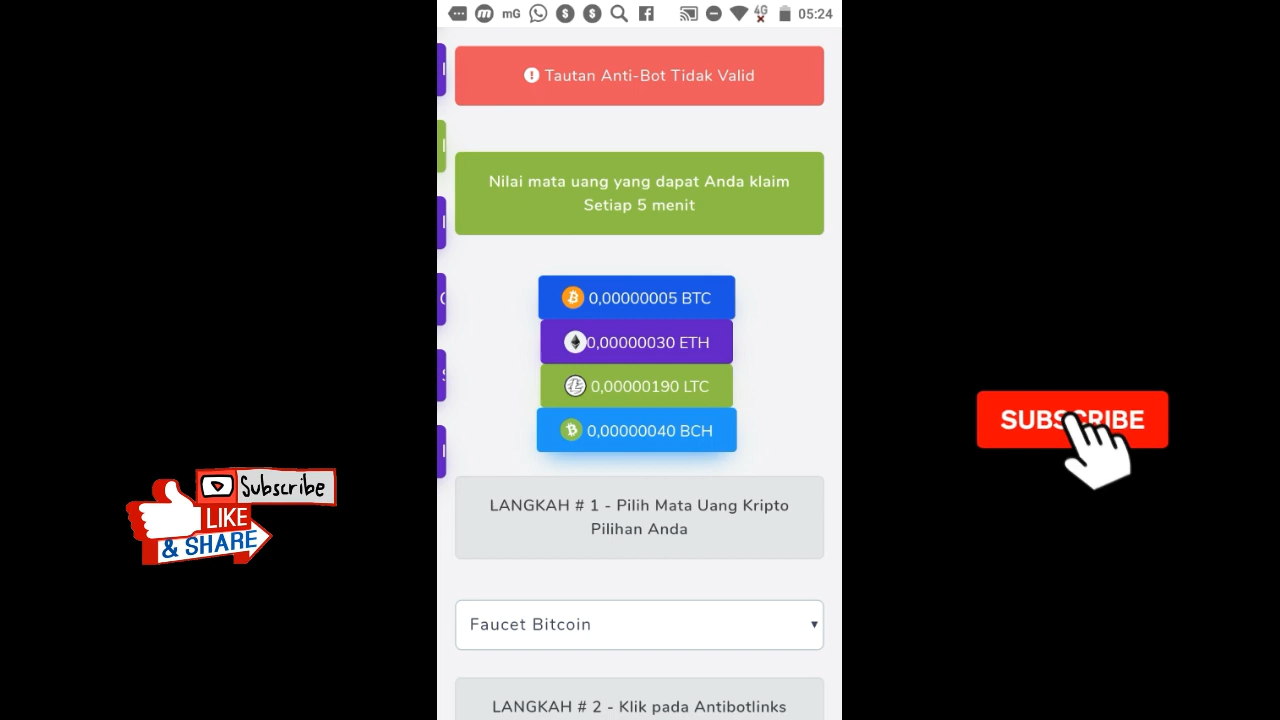 mG
4G
05:24
Tautan Anti-Bot Tidak Valid
Nilai mata uang yang dapat Anda klaim
Setiap 5 menit
0,00000005 BTC
0,00000030 ETH
0,00000190 LTC
0,00000040 BCH
LANGKAH # 1 - Pilih Mata Uang Kripto
Pilihan Anda
Faucet Bitcoin
LANGKAH # 2 - Klik pada Antibotlinks
Subscribe
LIKE
& SHARE
SUBSCRIBE